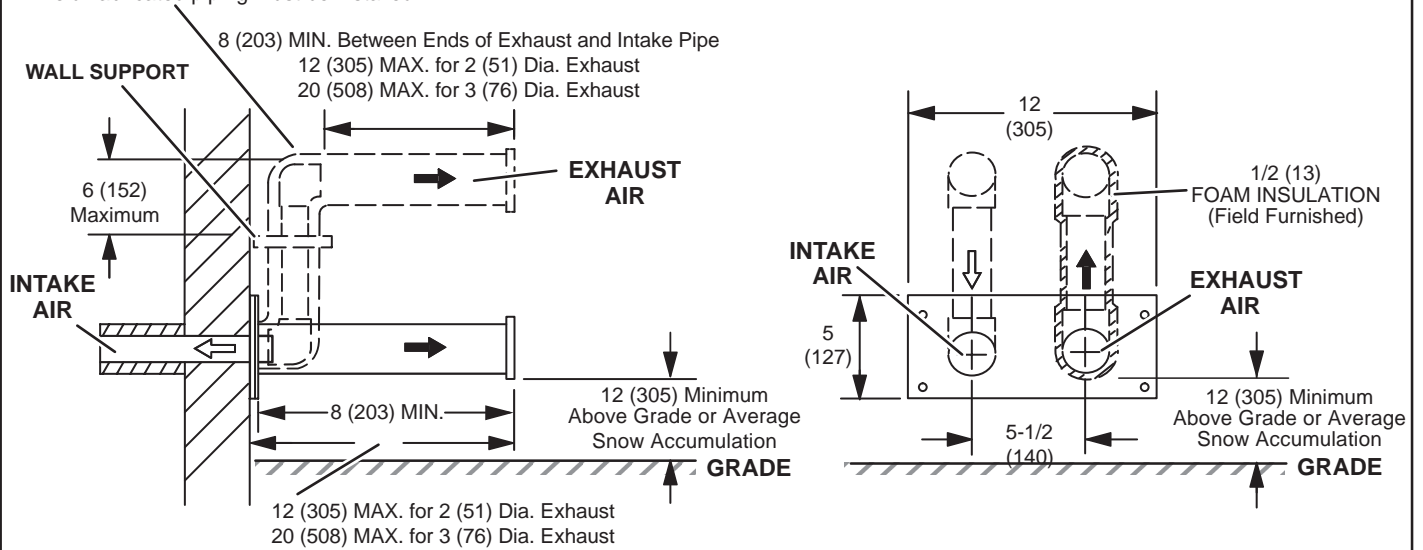 8 (203) MIN. Between Ends of Exhaust and Intake Pipe
12 (305) MAX. for 2 (51) Dia. Exhaust
20 (508) MAX. for 3 (76) Dia. Exhaust
WALL SUPPORT
EXHAUST
AIR
6 (152)
Maximum
INTAKE
AIR
8 (203) MIN.
12 (305) Minimum
Above Grade or Average
Snow Accumulation
GRADE
12 (305) MAX. for 2 (51) Dia. Exhaust
20 (508) MAX. for 3 (76) Dia. Exhaust
12
(305)
1/2 (13)
FOAM INSULATION
(Field Furnished)
INTAKE
AIR
EXHAUST
AIR
5
(127)
5-1/2
(140)
12 (305) Minimum
Above Grade or Average
Snow Accumulation
GRADE